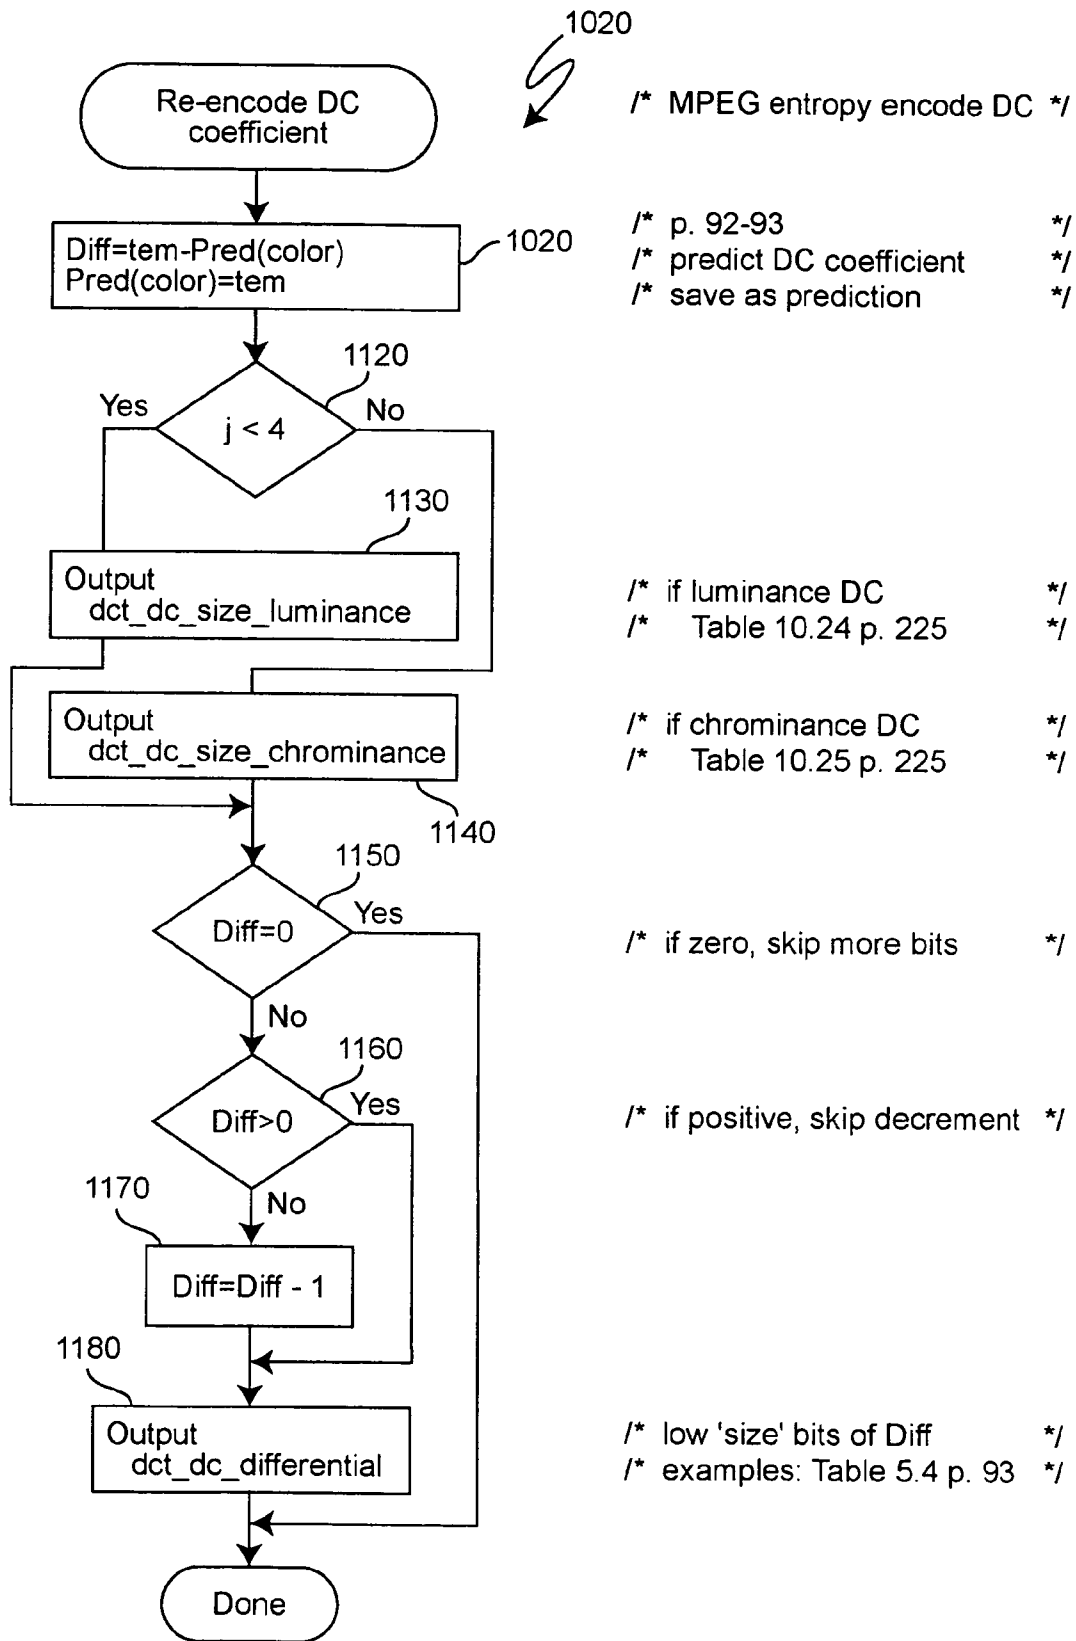 1020
Re-encode DC
coefficient
/* MPEG entropy encode DC */
Diff=tem-Pred(color)
Pred(color)=tem
1020
/* p. 92-93 */
/* predict DC coefficient */
/* save as prediction */
1120
Yes
No
j < 4
1130
Output
dct_dc_size_luminance
/* if luminance DC */
/* Table 10.24 p. 225 */
Output
dct_dc_size_chrominance
/* if chrominance DC */
/* Table 10.25 p. 225 */
1140
1150
Diff=0
Yes
/* if zero, skip more bits */
No
1160
Diff>0
Yes
/* if positive, skip decrement */
No
1170
Diff=Diff - 1
1180
Output
dct_dc_differential
/* low 'size' bits of Diff */
/* examples: Table 5.4 p. 93 */
Done